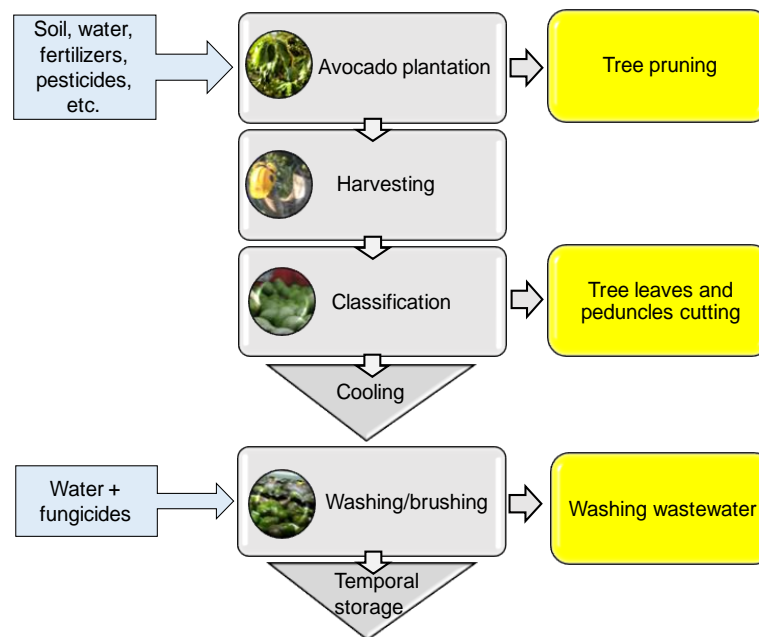 Soil, water,
fertilizers,
pesticides,
etc.
Avocado plantation
Tree pruning
Harvesting
Classification
Tree leaves and
peduncles cutting
Cooling
Water +
fungicides
Washing/brushing
Washing wastewater
Temporal
storage